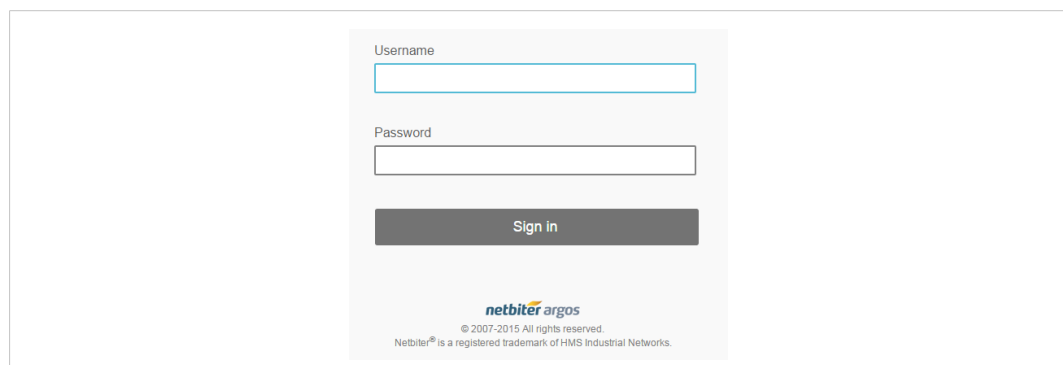 Username
Password
Sign in
netbiter argos
© 2007-2015 All rights reserved.
Netbiter® is a registered trademark of HMS Industrial Networks.